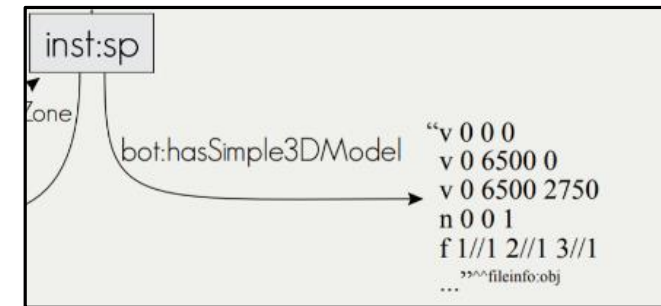 inst:sp
Zone
bot:hasSimple3DModel
“v 0 0 0
v 0 6500 0
v 0 6500 2750
n 0 0 1
f 1//1 2//1 3//1
...”^^fileinfo:obj